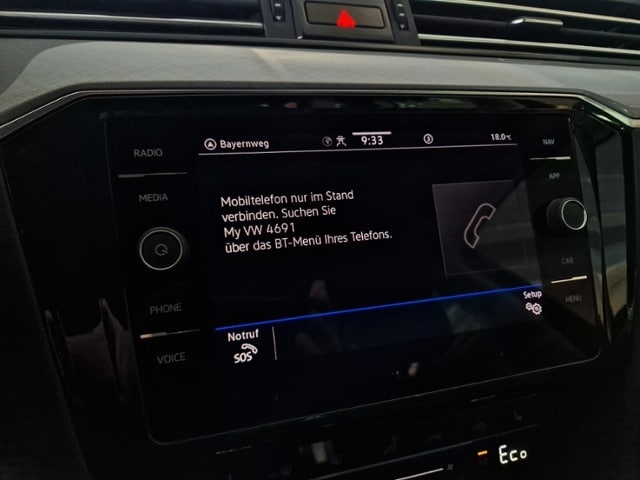 RADIO
MEDIA
PHONE
VOICE
Bayernweg
9:33
18.0°C
Mobiltelefon nur im Stand
verbinden. Suchen Sie
My VW 4691
über das BT-Menü Ihres Telefons.
Notruf
SOS
Setup
NAV
APP
CAR
MENU
Eco